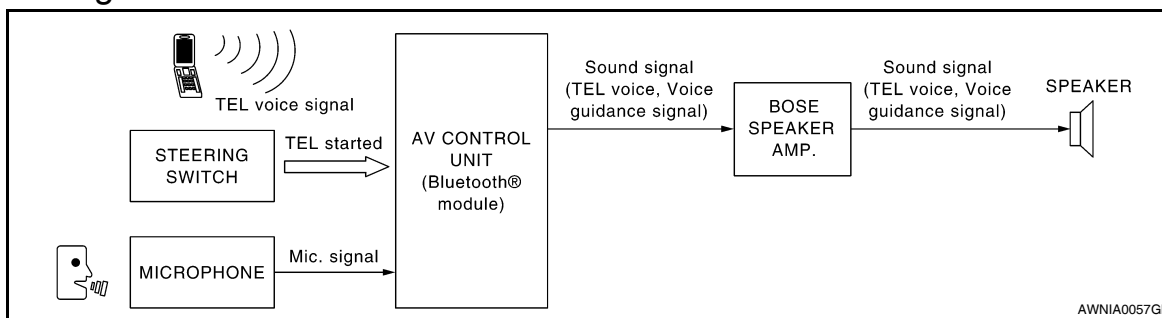 TEL voice signal
STEERING
SWITCH
TEL started
MICROPHONE
Mic. signal
AV CONTROL
UNIT
(Bluetooth®
module)
Sound signal
(TEL voice, Voice
guidance signal)
BOSE
SPEAKER
AMP.
Sound signal
(TEL voice, Voice
guidance signal)
SPEAKER